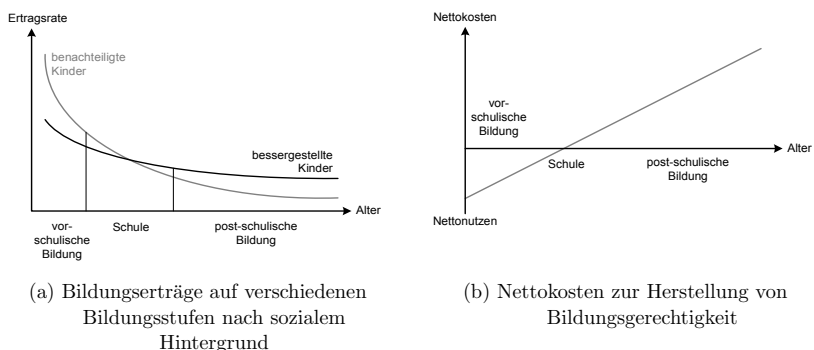 Ertragsrate
benachteiligte
Kinder
bessergestellte
Kinder
Alter
vor-
schulische
Bildung
Schule
post-schulische
Bildung
(a) Bildungserträge auf verschiedenen
Bildungsstufen nach sozialem
Hintergrund
Nettokosten
vor-
schulische
Bildung
Alter
Schule
post-schulische
Bildung
Nettonutzen
(b) Nettokosten zur Herstellung von
Bildungsgerechtigkeit